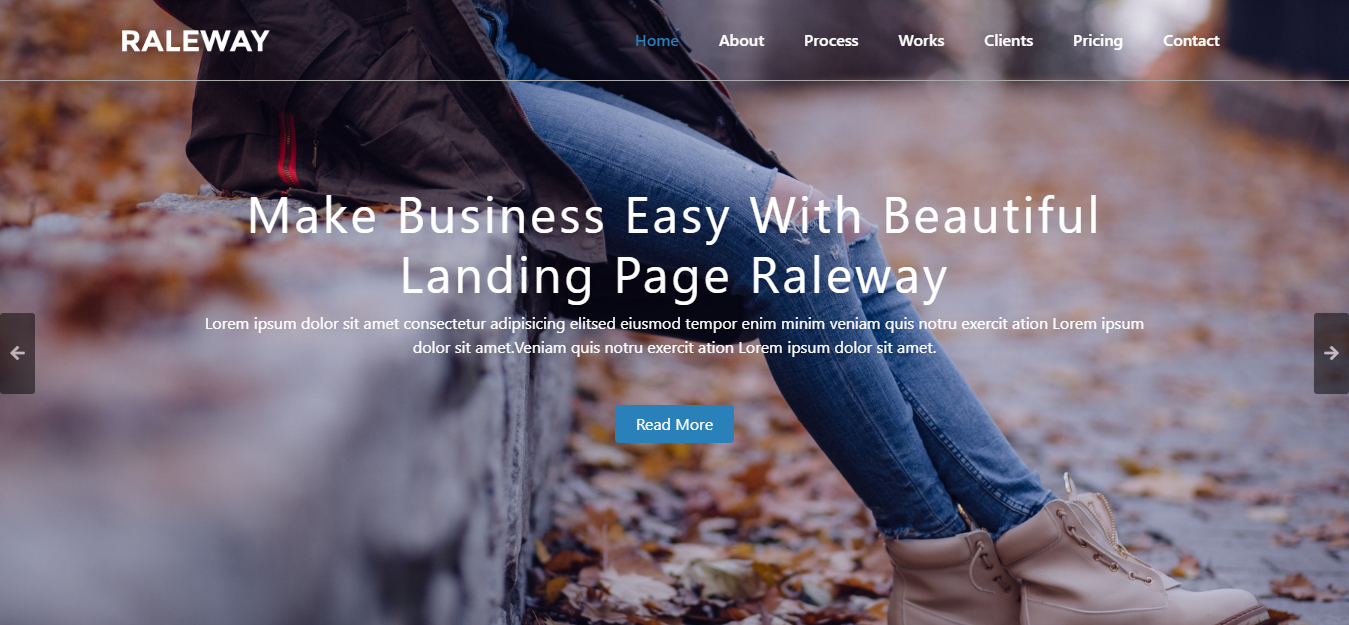 RALEWAY
Home About Process Works Clients Pricing Contact
Make Business Easy With Beautiful
Landing Page Raleway
Lorem ipsum dolor sit amet consectetur adipisicing elitsed eiusmod tempor enim minim veniam quis notru exercit ation Lorem ipsum
dolor sit amet.Veniam quis notru exercit ation Lorem ipsum dolor sit amet.
Read More